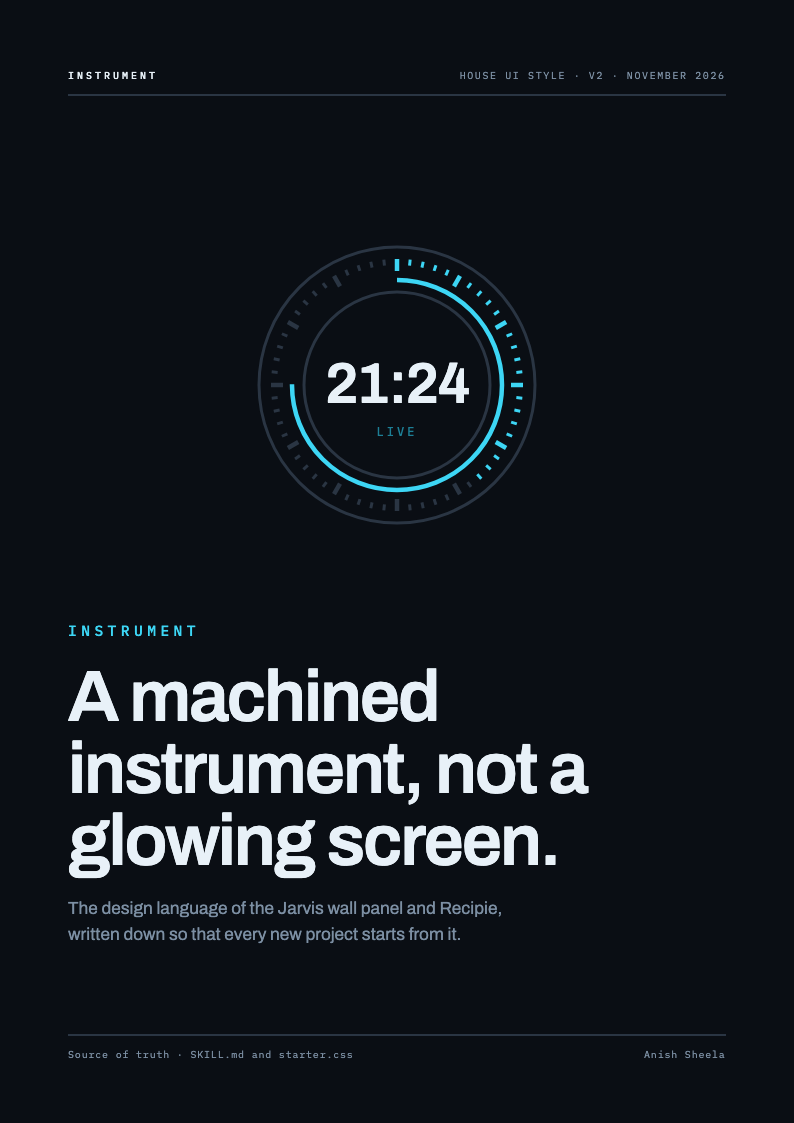 INSTRUMENT
HOUSE UI STYLE · V2 · NOVEMBER 2026
21:24
LIVE
INSTRUMENT
A machined
instrument, not a
glowing screen.
The design language of the Jarvis wall panel and Recipie,
written down so that every new project starts from it.
Source of truth · SKILL.md and starter.css
Anish Sheela